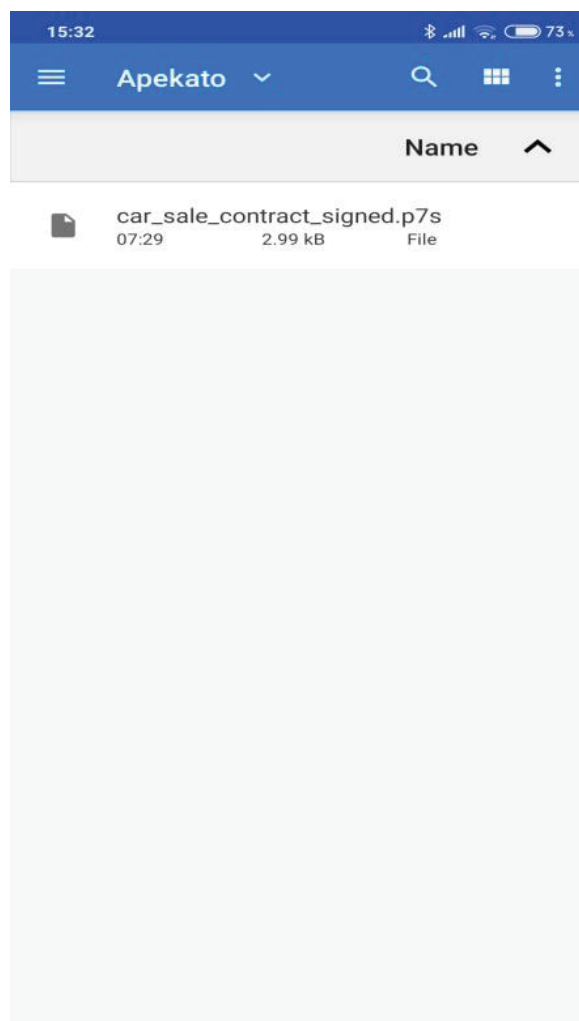 15:32 73%
Apekato
Name
car_sale_contract_signed.p7s
07:29 2.99 kB File